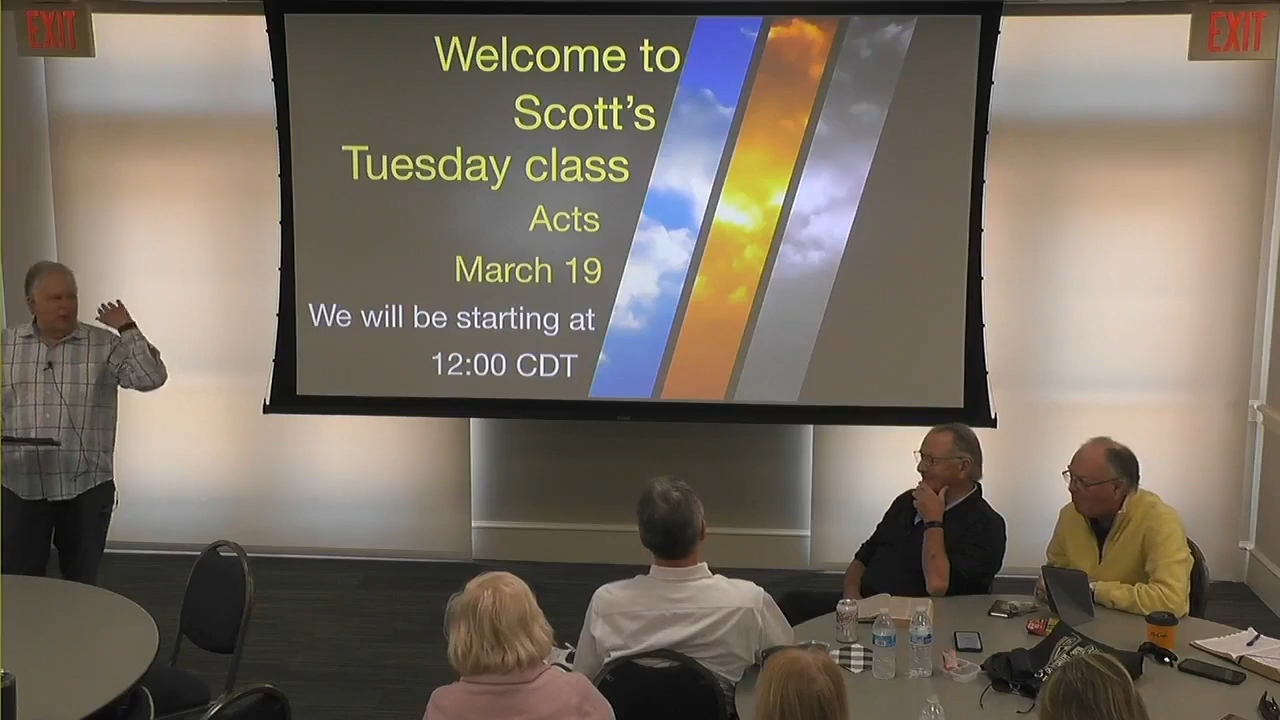 EXIT
EXIT
Welcome to
Scott's
Tuesday class
Acts
March 19
We will be starting at
12:00 CDT